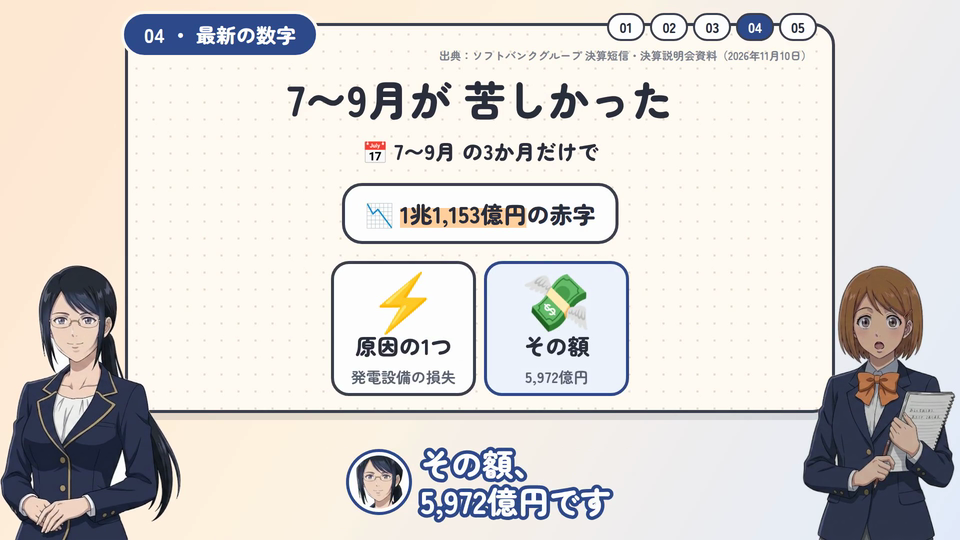 04 ・ 最新の数字
01 02 03 04 05
出典：ソフトバンクグループ 決算短信・決算説明会資料（2026年11月10日）
7〜9月が 苦しかった
July
17
7〜9月 の3か月だけで
1兆1,153億円の赤字
原因の1つ
発電設備の損失
その額
5,972億円
その額、
5,972億円です